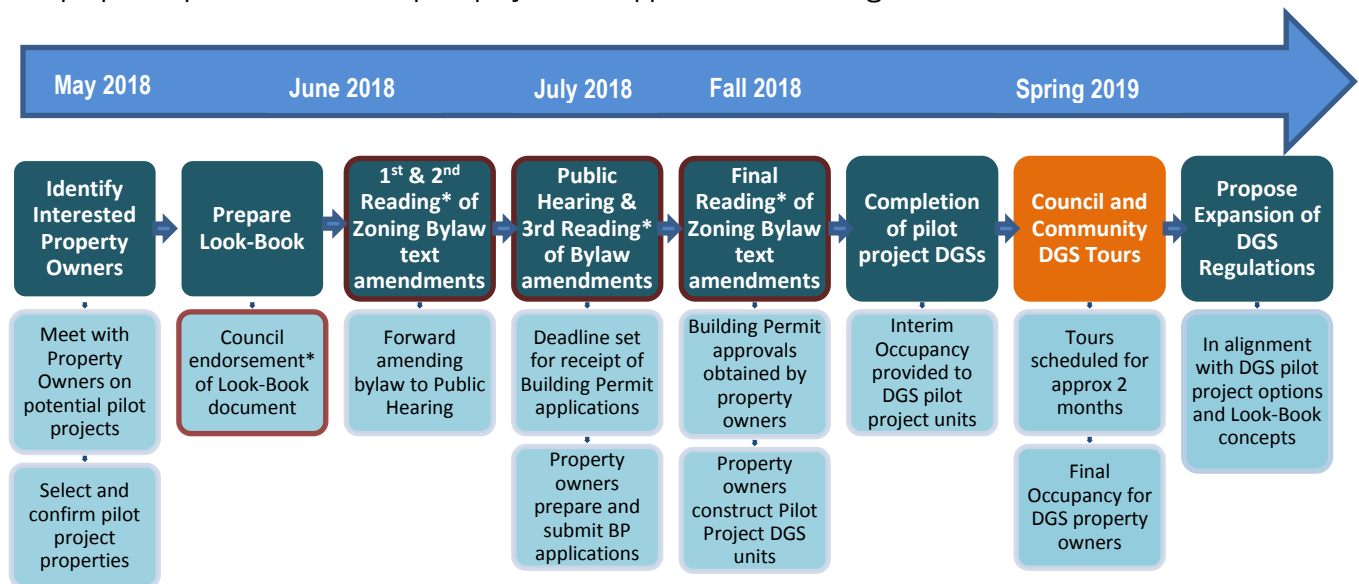 May 2018
June 2018
July 2018
Fall 2018
Spring 2019
Identify
Interested
Property
Owners
Prepare
Look-Book
1st & 2nd
Reading* of
Zoning Bylaw
text
amendments
Public
Hearing &
3rd Reading*
of Bylaw
amendments
Final
Reading* of
Zoning Bylaw
text
amendments
Completion
of pilot
project DGSs
Council and
Community
DGS Tours
Propose
Expansion of
DGS
Regulations
Meet with
Property
Owners on
potential pilot
projects
Council
endorsement*
of Look-Book
document
Forward
amending
bylaw to Public
Hearing
Deadline set
for receipt of
Building Permit
applications
Building Permit
approvals
obtained by
property
owners
Interim
Occupancy
provided to
DGS pilot
project units
Tours
scheduled for
approx 2
months
In alignment
with DGS pilot
project options
and Look-Book
concepts
Select and
confirm pilot
project
properties
Property
owners
prepare and
submit BP
applications
Property
owners
construct Pilot
Project DGS
units
Final
Occupancy for
DGS property
owners